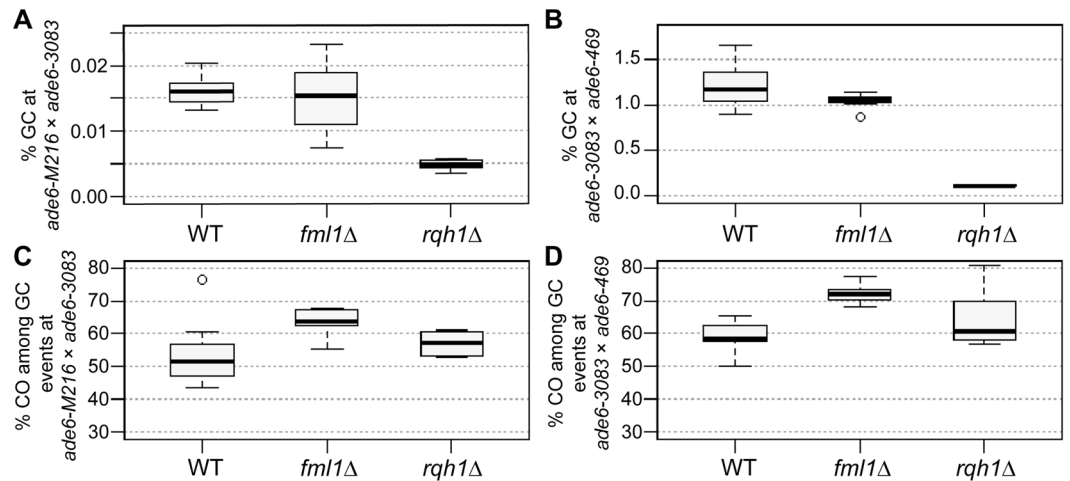 A
% GC at
ade6-M216 × ade6-3083
0.02
0.01
0.00
WT
fml1Δ
rqh1Δ
B
% GC at
ade6-3083 × ade6-469
1.5
1.0
0.5
0.0
WT
fml1Δ
rqh1Δ
C
% CO among GC
events at
ade6-M216 × ade6-3083
80
70
60
50
40
30
WT
fml1Δ
rqh1Δ
D
% CO among GC
events at
ade6-3083 × ade6-469
80
70
60
50
40
30
WT
fml1Δ
rqh1Δ